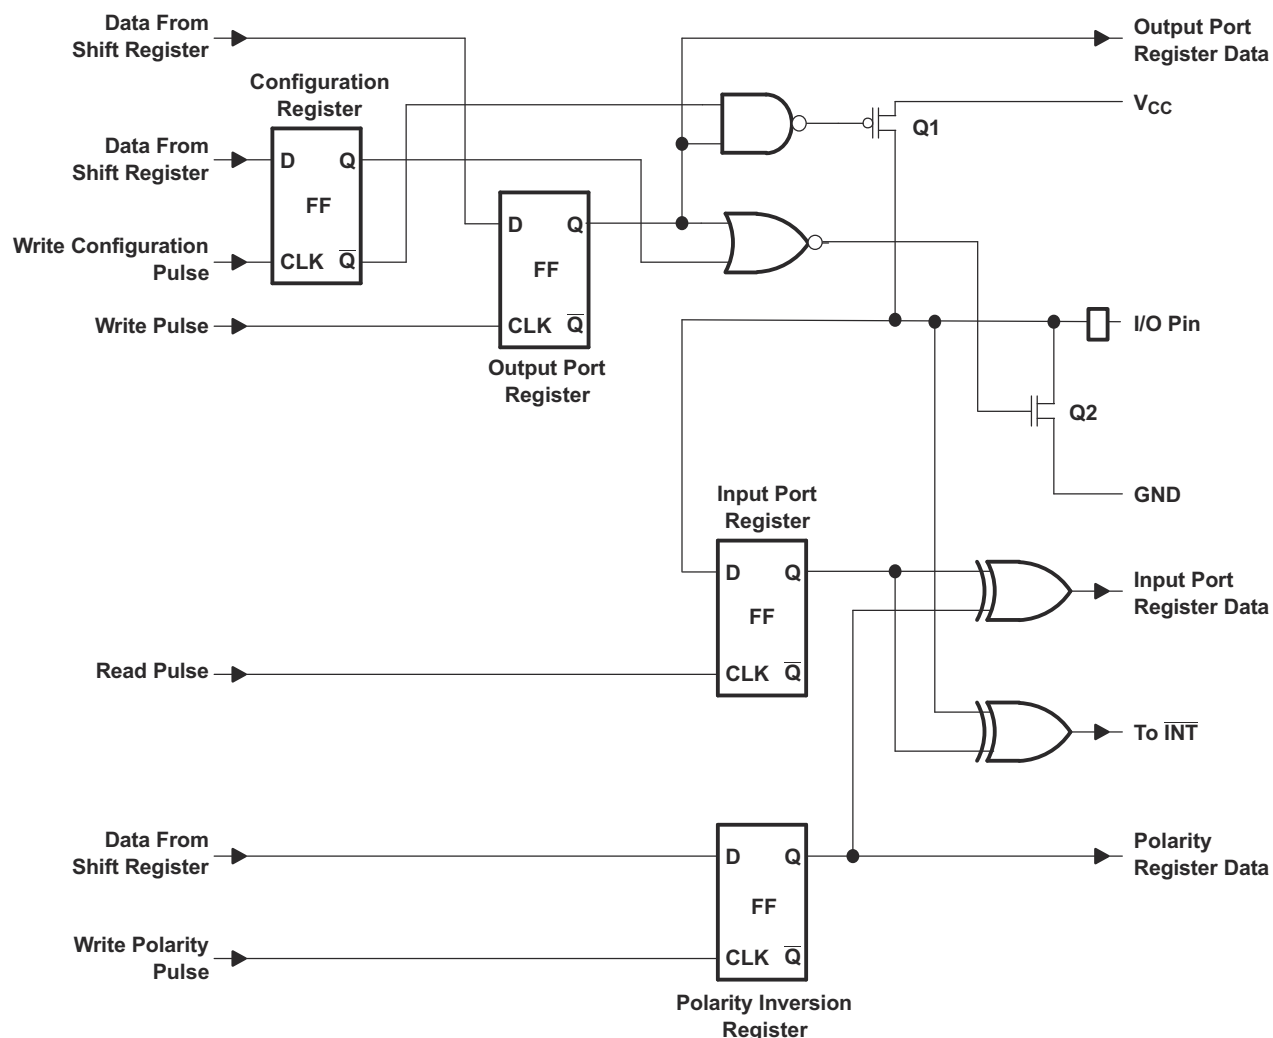 Data From
Shift Register
Output Port
Register Data
Configuration
Register
V_CC
Q1
Data From
Shift Register
D
Q
FF
Write Configuration
Pulse
CLK
Q̅
D
Q
FF
Write Pulse
CLK
Q̅
Output Port
Register
I/O Pin
Q2
GND
Input Port
Register
D
Q
FF
Input Port
Register Data
Read Pulse
CLK
Q̅
To I̅N̅T̅
Data From
Shift Register
D
Q
FF
Polarity
Register Data
Write Polarity
Pulse
CLK
Q̅
Polarity Inversion
Register